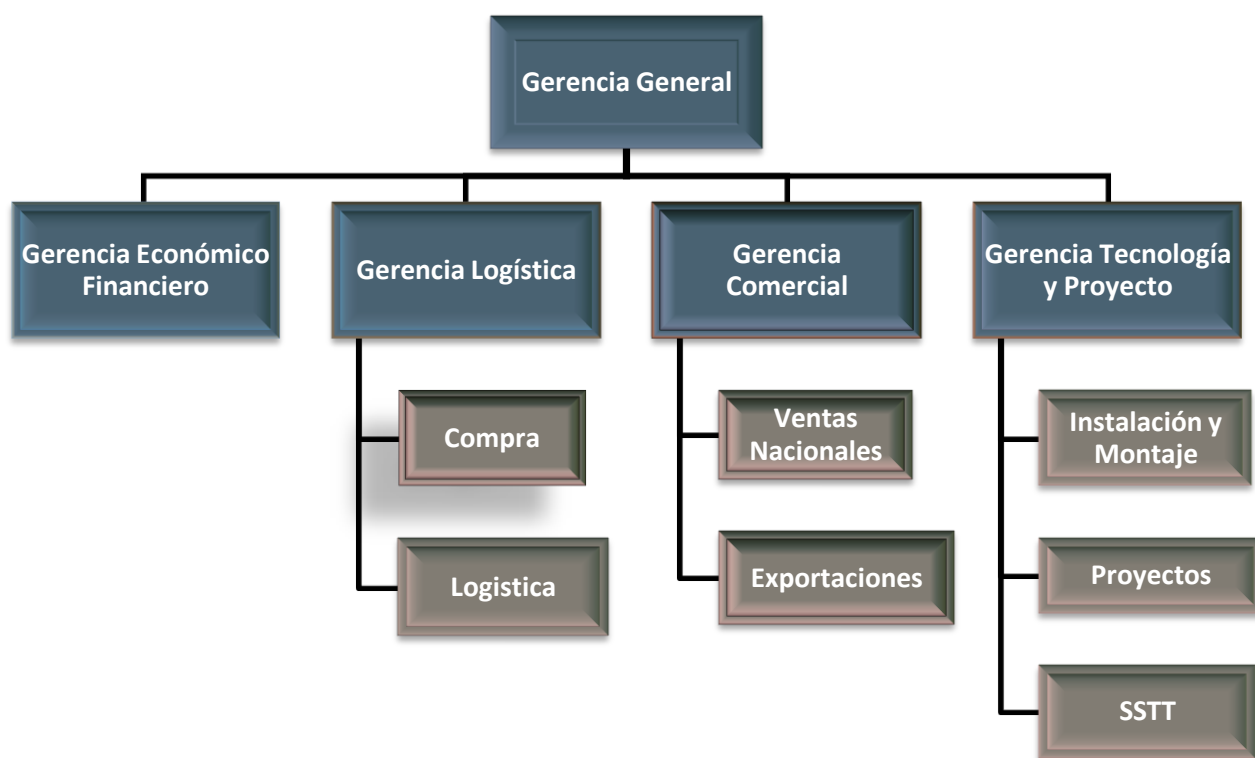 Gerencia General
Gerencia Económico
Financiero
Gerencia Logística
Gerencia
Comercial
Gerencia Tecnología
y Proyecto
Compra
Logistica
Ventas
Nacionales
Exportaciones
Instalación y
Montaje
Proyectos
SSTT